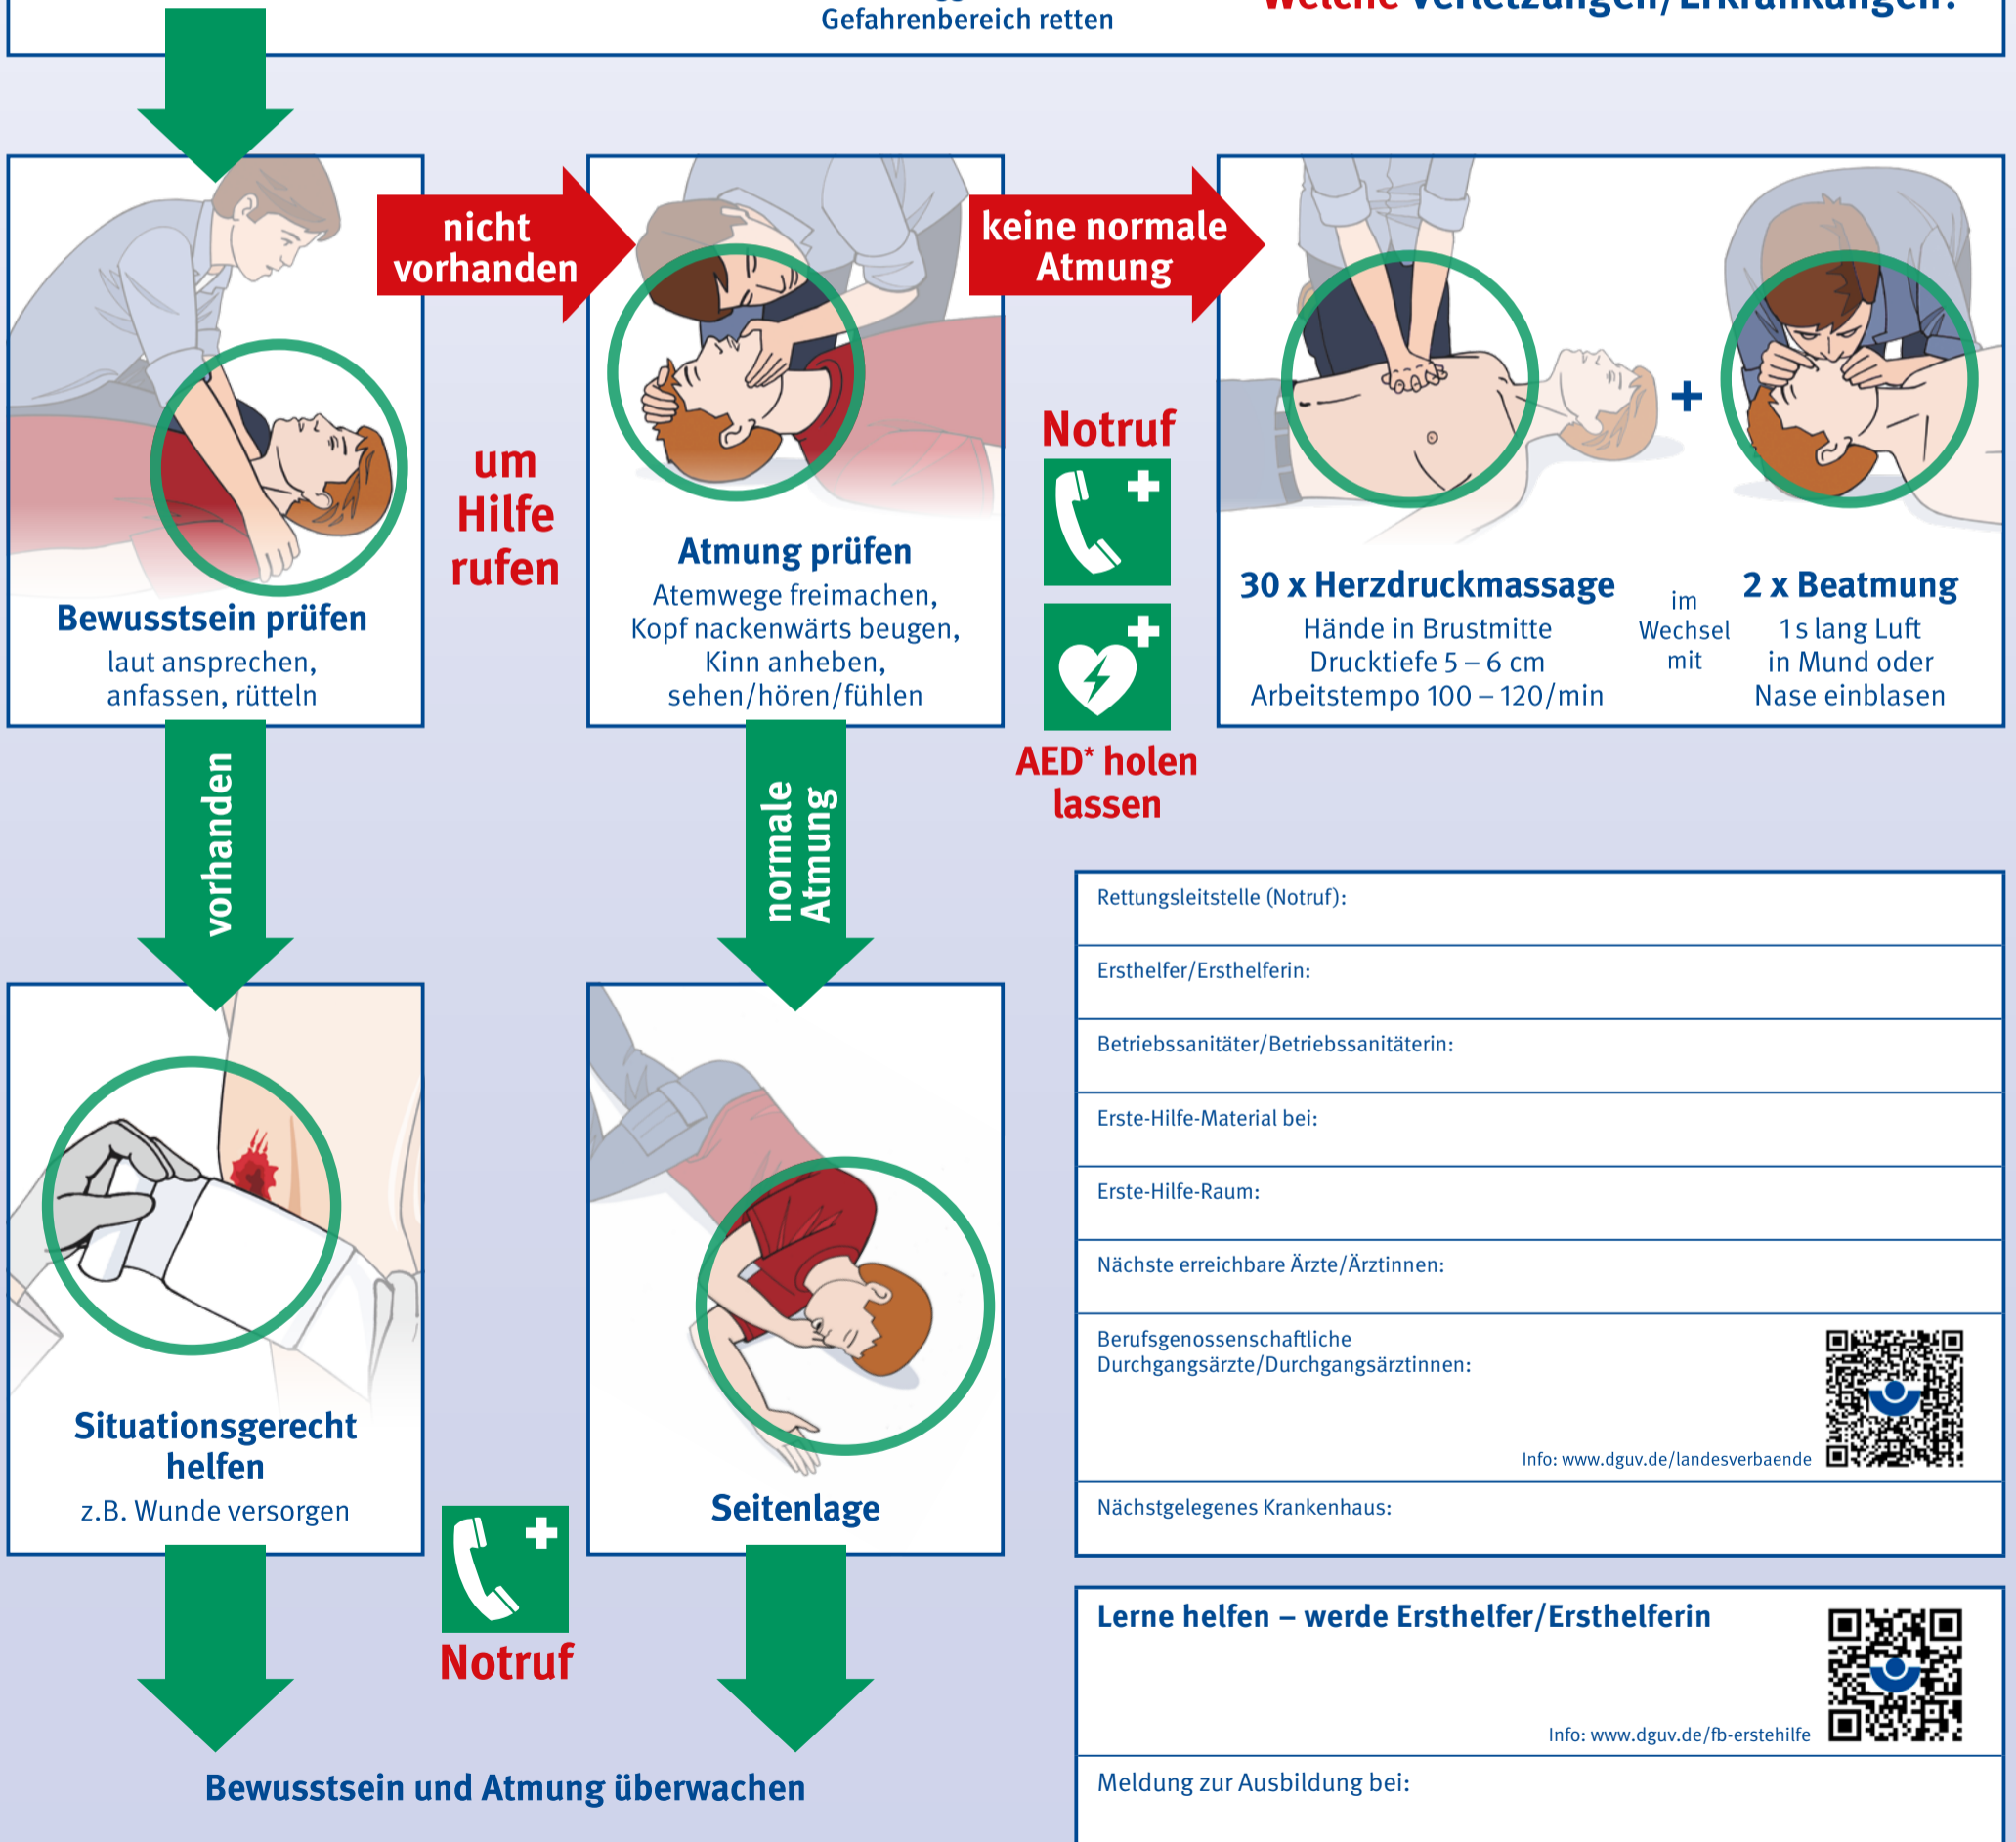 Gefahrenbereich retten
Welche Verletzungen/Erkrankungen?
nicht
vorhanden
keine normale
Atmung
um
Hilfe
rufen
Notruf
Bewusstsein prüfen
laut ansprechen,
anfassen, rütteln
Atmung prüfen
Atemwege freimachen,
Kopf nackenwärts beugen,
Kinn anheben,
sehen/hören/fühlen
AED* holen
lassen
+
30 x Herzdruckmassage
Hände in Brustmitte
Drucktiefe 5 – 6 cm
Arbeitstempo 100 – 120/min
im
Wechsel
mit
2 x Beatmung
1 s lang Luft
in Mund oder
Nase einblasen
vorhanden
normale
Atmung
Situationsgerecht
helfen
z.B. Wunde versorgen
Notruf
Seitenlage
Bewusstsein und Atmung überwachen
Rettungsleitstelle (Notruf):
Ersthelfer/Ersthelferin:
Betriebssanitäter/Betriebssanitäterin:
Erste-Hilfe-Material bei:
Erste-Hilfe-Raum:
Nächste erreichbare Ärzte/Ärztinnen:
Berufsgenossenschaftliche
Durchgangsärzte/Durchgangsärztinnen:
Info: www.dguv.de/landesverbaende
Nächstgelegenes Krankenhaus:
Lerne helfen – werde Ersthelfer/Ersthelferin
Info: www.dguv.de/fb-erstehilfe
Meldung zur Ausbildung bei: